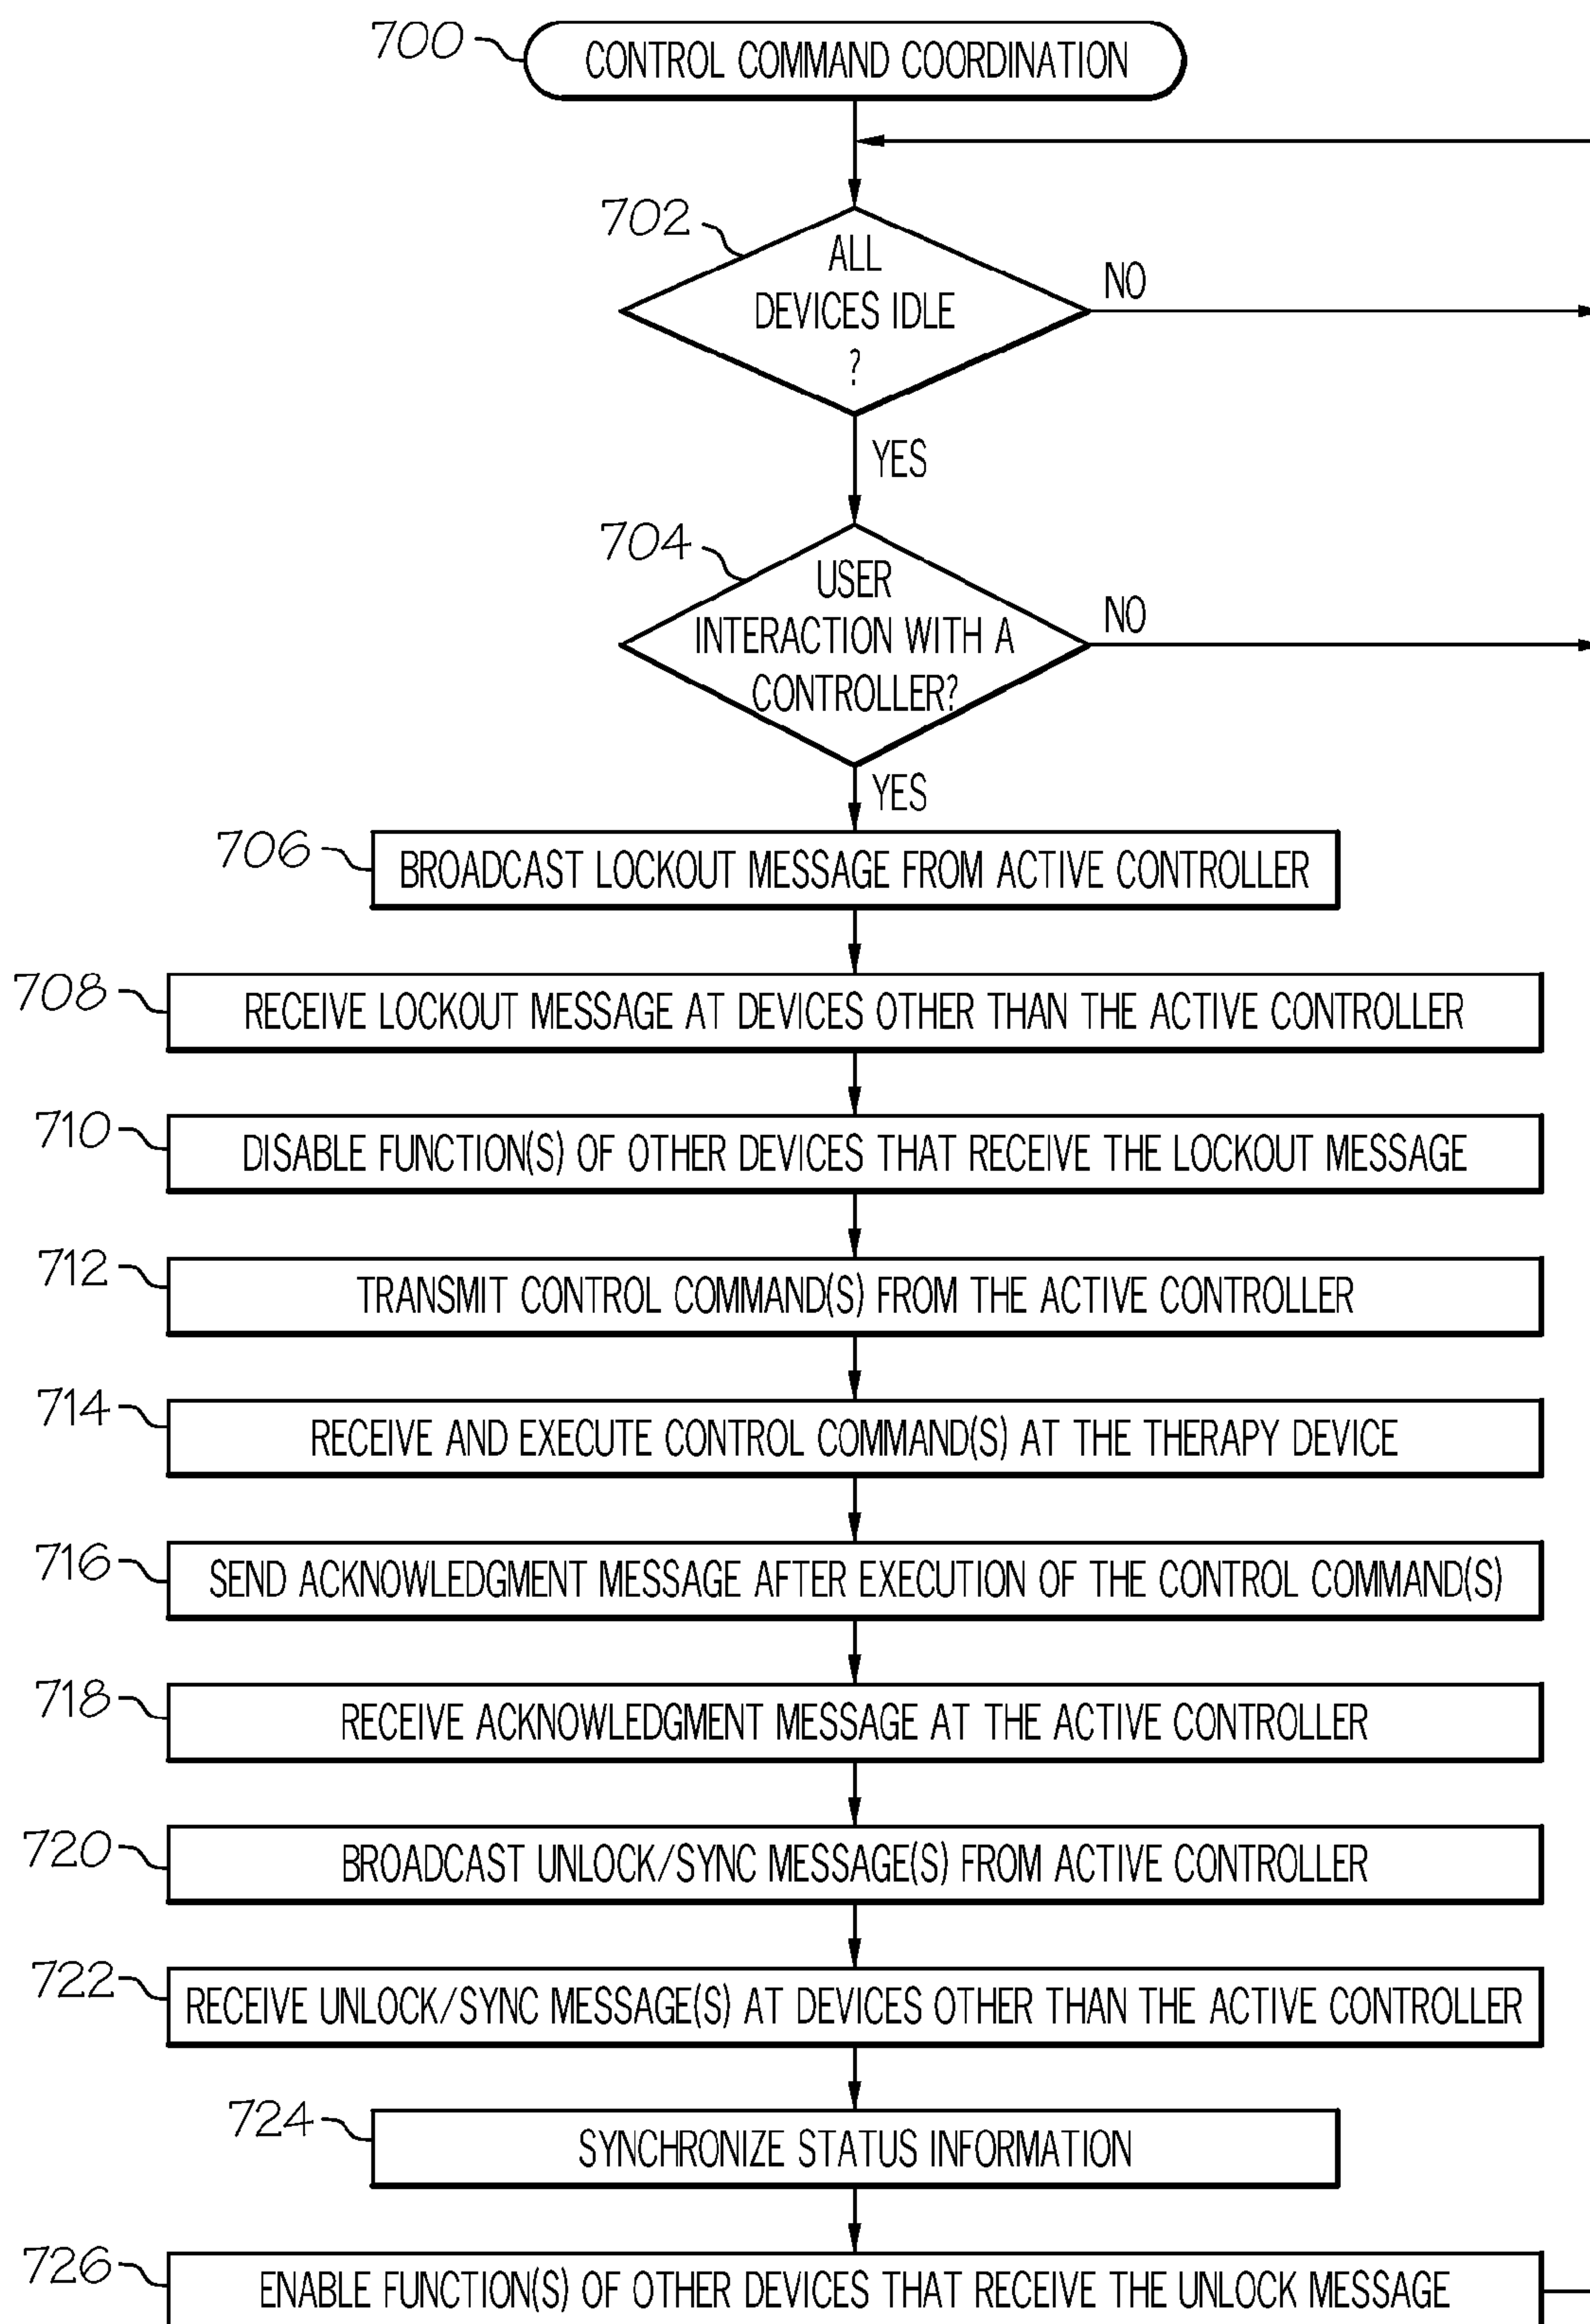 700
CONTROL COMMAND COORDINATION
702
ALL
DEVICES IDLE
?
NO
YES
704
USER
INTERACTION WITH A
CONTROLLER?
NO
YES
706
BROADCAST LOCKOUT MESSAGE FROM ACTIVE CONTROLLER
708
RECEIVE LOCKOUT MESSAGE AT DEVICES OTHER THAN THE ACTIVE CONTROLLER
710
DISABLE FUNCTION(S) OF OTHER DEVICES THAT RECEIVE THE LOCKOUT MESSAGE
712
TRANSMIT CONTROL COMMAND(S) FROM THE ACTIVE CONTROLLER
714
RECEIVE AND EXECUTE CONTROL COMMAND(S) AT THE THERAPY DEVICE
716
SEND ACKNOWLEDGMENT MESSAGE AFTER EXECUTION OF THE CONTROL COMMAND(S)
718
RECEIVE ACKNOWLEDGMENT MESSAGE AT THE ACTIVE CONTROLLER
720
BROADCAST UNLOCK/SYNC MESSAGE(S) FROM ACTIVE CONTROLLER
722
RECEIVE UNLOCK/SYNC MESSAGE(S) AT DEVICES OTHER THAN THE ACTIVE CONTROLLER
724
SYNCHRONIZE STATUS INFORMATION
726
ENABLE FUNCTION(S) OF OTHER DEVICES THAT RECEIVE THE UNLOCK MESSAGE